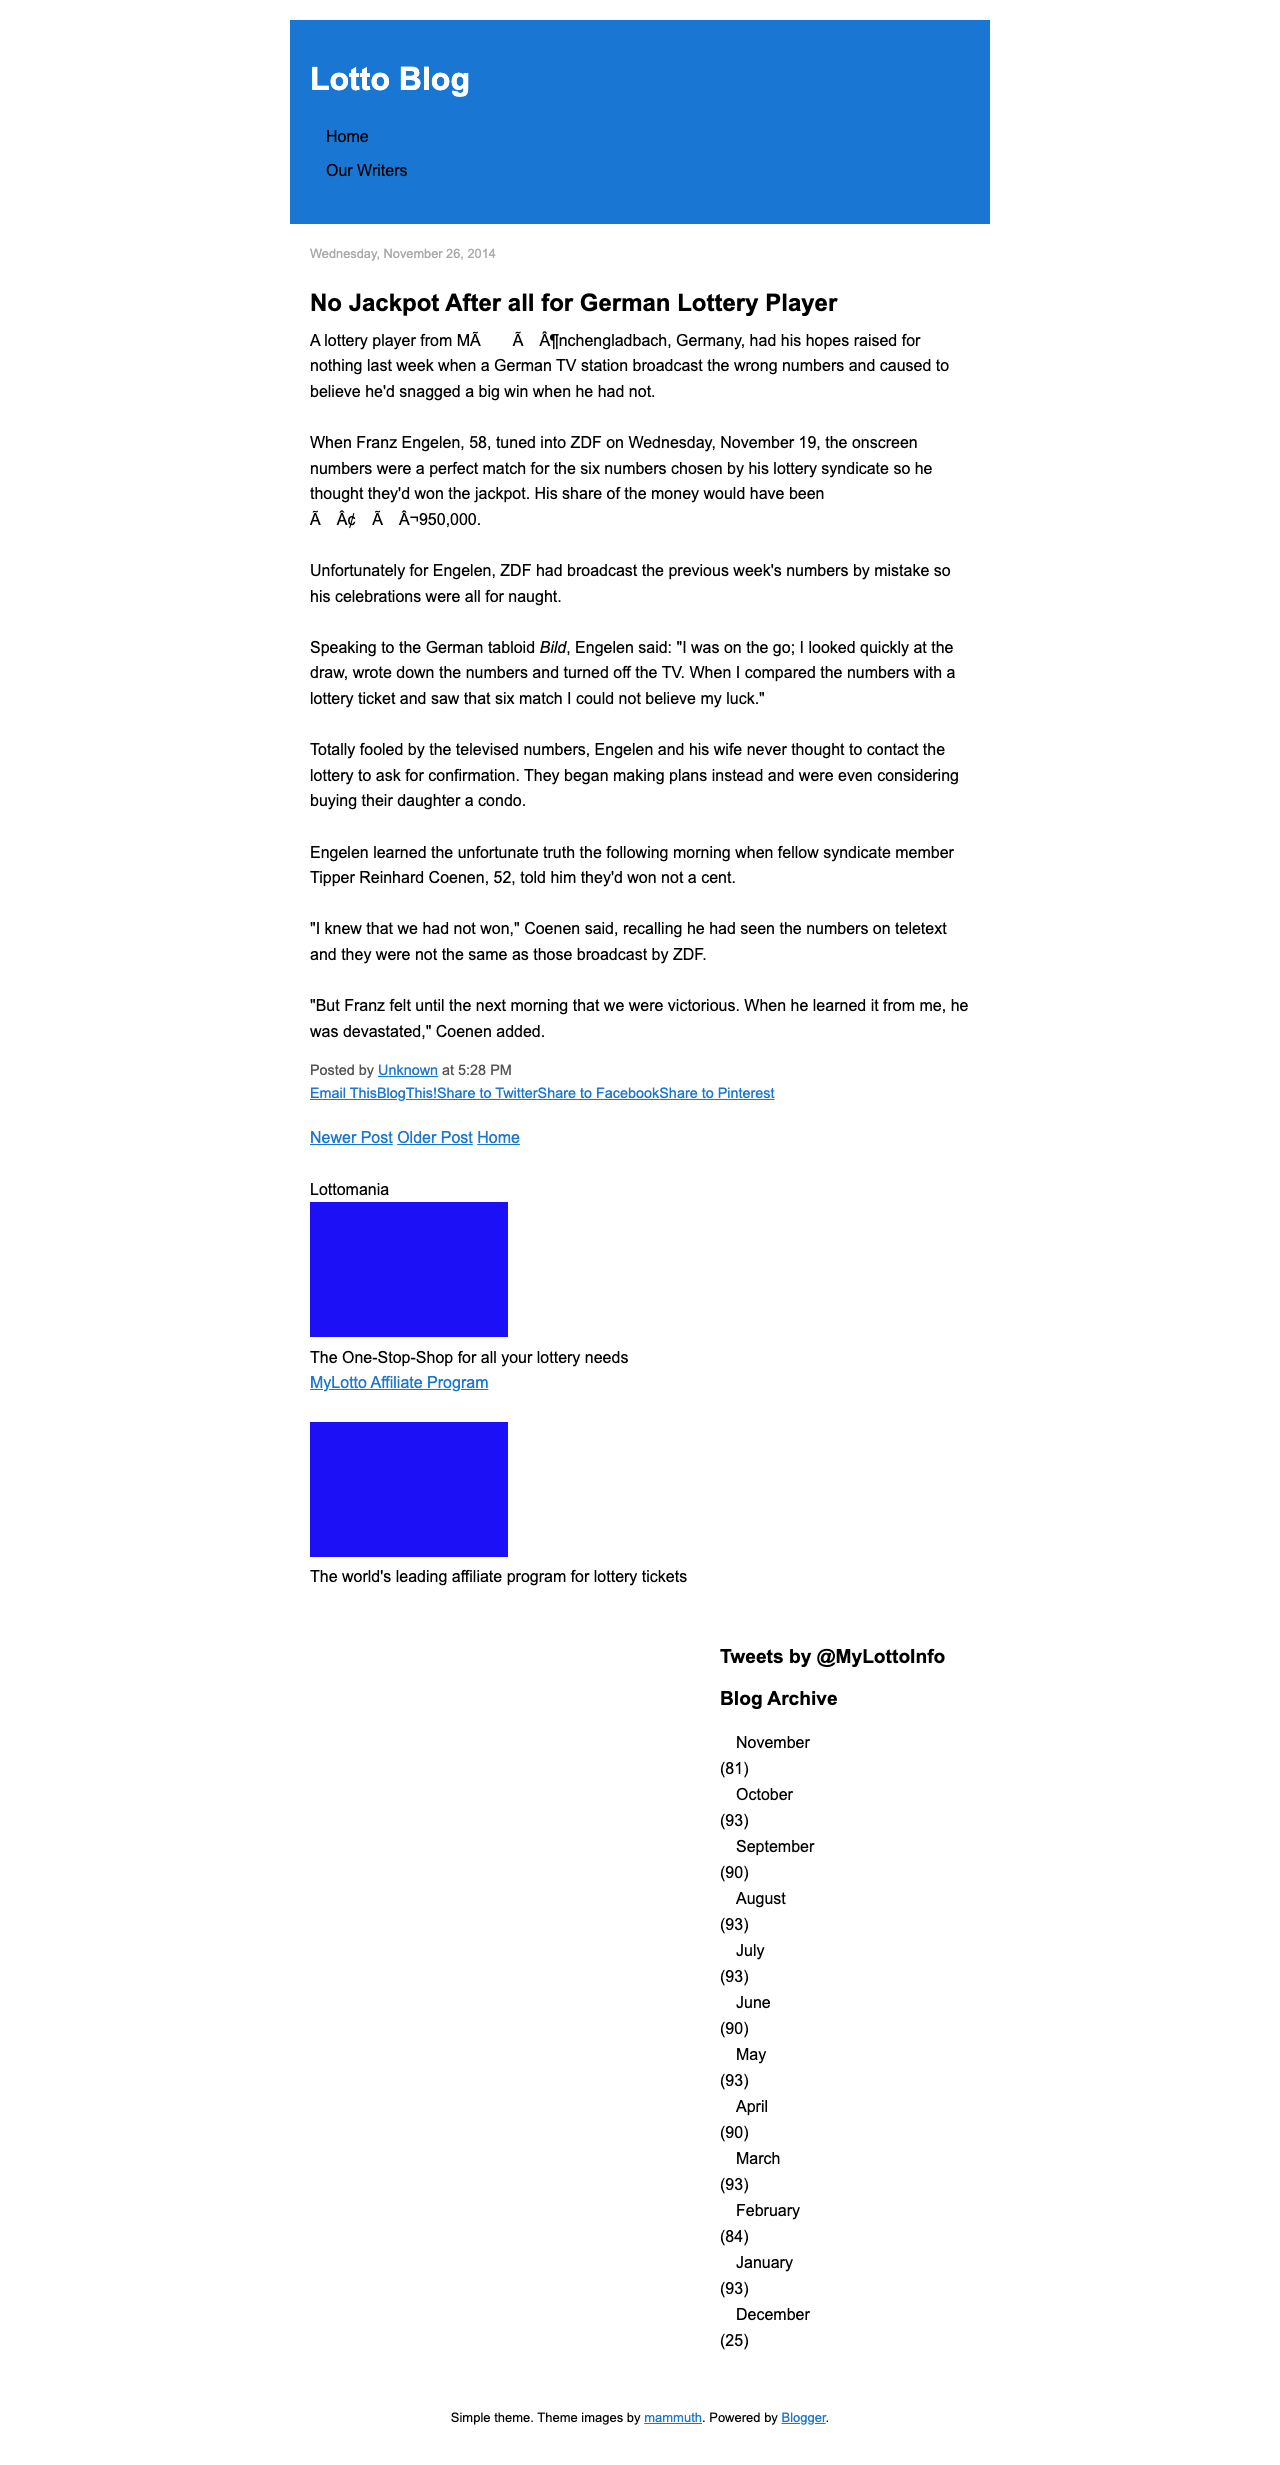 Lotto Blog
Home
Our Writers
Wednesday, November 26, 2014
No Jackpot After all for German Lottery Player
A lottery player from MÃ  Ã Â¶nchengladbach, Germany, had his hopes raised for
nothing last week when a German TV station broadcast the wrong numbers and caused to
believe he'd snagged a big win when he had not.
When Franz Engelen, 58, tuned into ZDF on Wednesday, November 19, the onscreen
numbers were a perfect match for the six numbers chosen by his lottery syndicate so he
thought they'd won the jackpot. His share of the money would have been
Ã Â¢ Ã Â¬950,000.
Unfortunately for Engelen, ZDF had broadcast the previous week's numbers by mistake so
his celebrations were all for naught.
Speaking to the German tabloid Bild, Engelen said: "I was on the go; I looked quickly at the
draw, wrote down the numbers and turned off the TV. When I compared the numbers with a
lottery ticket and saw that six match I could not believe my luck."
Totally fooled by the televised numbers, Engelen and his wife never thought to contact the
lottery to ask for confirmation. They began making plans instead and were even considering
buying their daughter a condo.
Engelen learned the unfortunate truth the following morning when fellow syndicate member
Tipper Reinhard Coenen, 52, told him they'd won not a cent.
"I knew that we had not won," Coenen said, recalling he had seen the numbers on teletext
and they were not the same as those broadcast by ZDF.
"But Franz felt until the next morning that we were victorious. When he learned it from me, he
was devastated," Coenen added.
Posted by Unknown at 5:28 PM
Email ThisBlogThis!Share to TwitterShare to FacebookShare to Pinterest
Newer Post Older Post Home
Lottomania
The One-Stop-Shop for all your lottery needs
MyLotto Affiliate Program
The world's leading affiliate program for lottery tickets
Tweets by @MyLottoInfo
Blog Archive
November
(81)
October
(93)
September
(90)
August
(93)
July
(93)
June
(90)
May
(93)
April
(90)
March
(93)
February
(84)
January
(93)
December
(25)
Simple theme. Theme images by mammuth. Powered by Blogger.